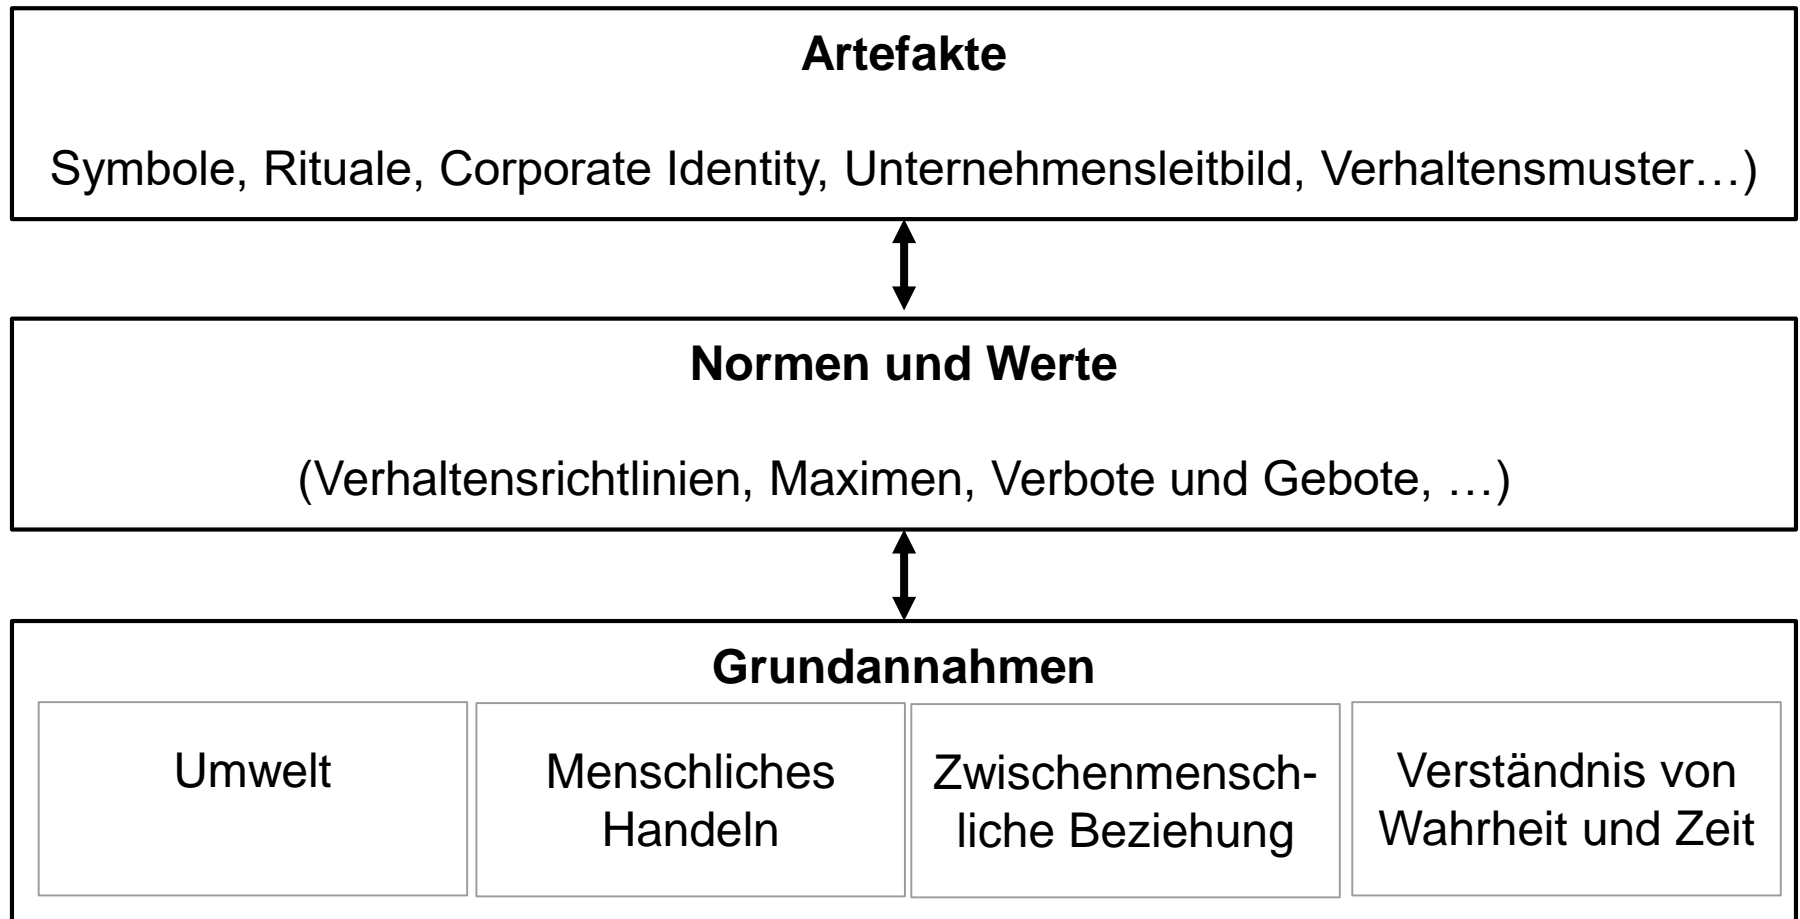 Artefakte
Symbole, Rituale, Corporate Identity, Unternehmensleitbild, Verhaltensmuster…)
Normen und Werte
(Verhaltensrichtlinien, Maximen, Verbote und Gebote, …)
Grundannahmen
Umwelt
Menschliches
Handeln
Zwischenmensch-
liche Beziehung
Verständnis von
Wahrheit und Zeit